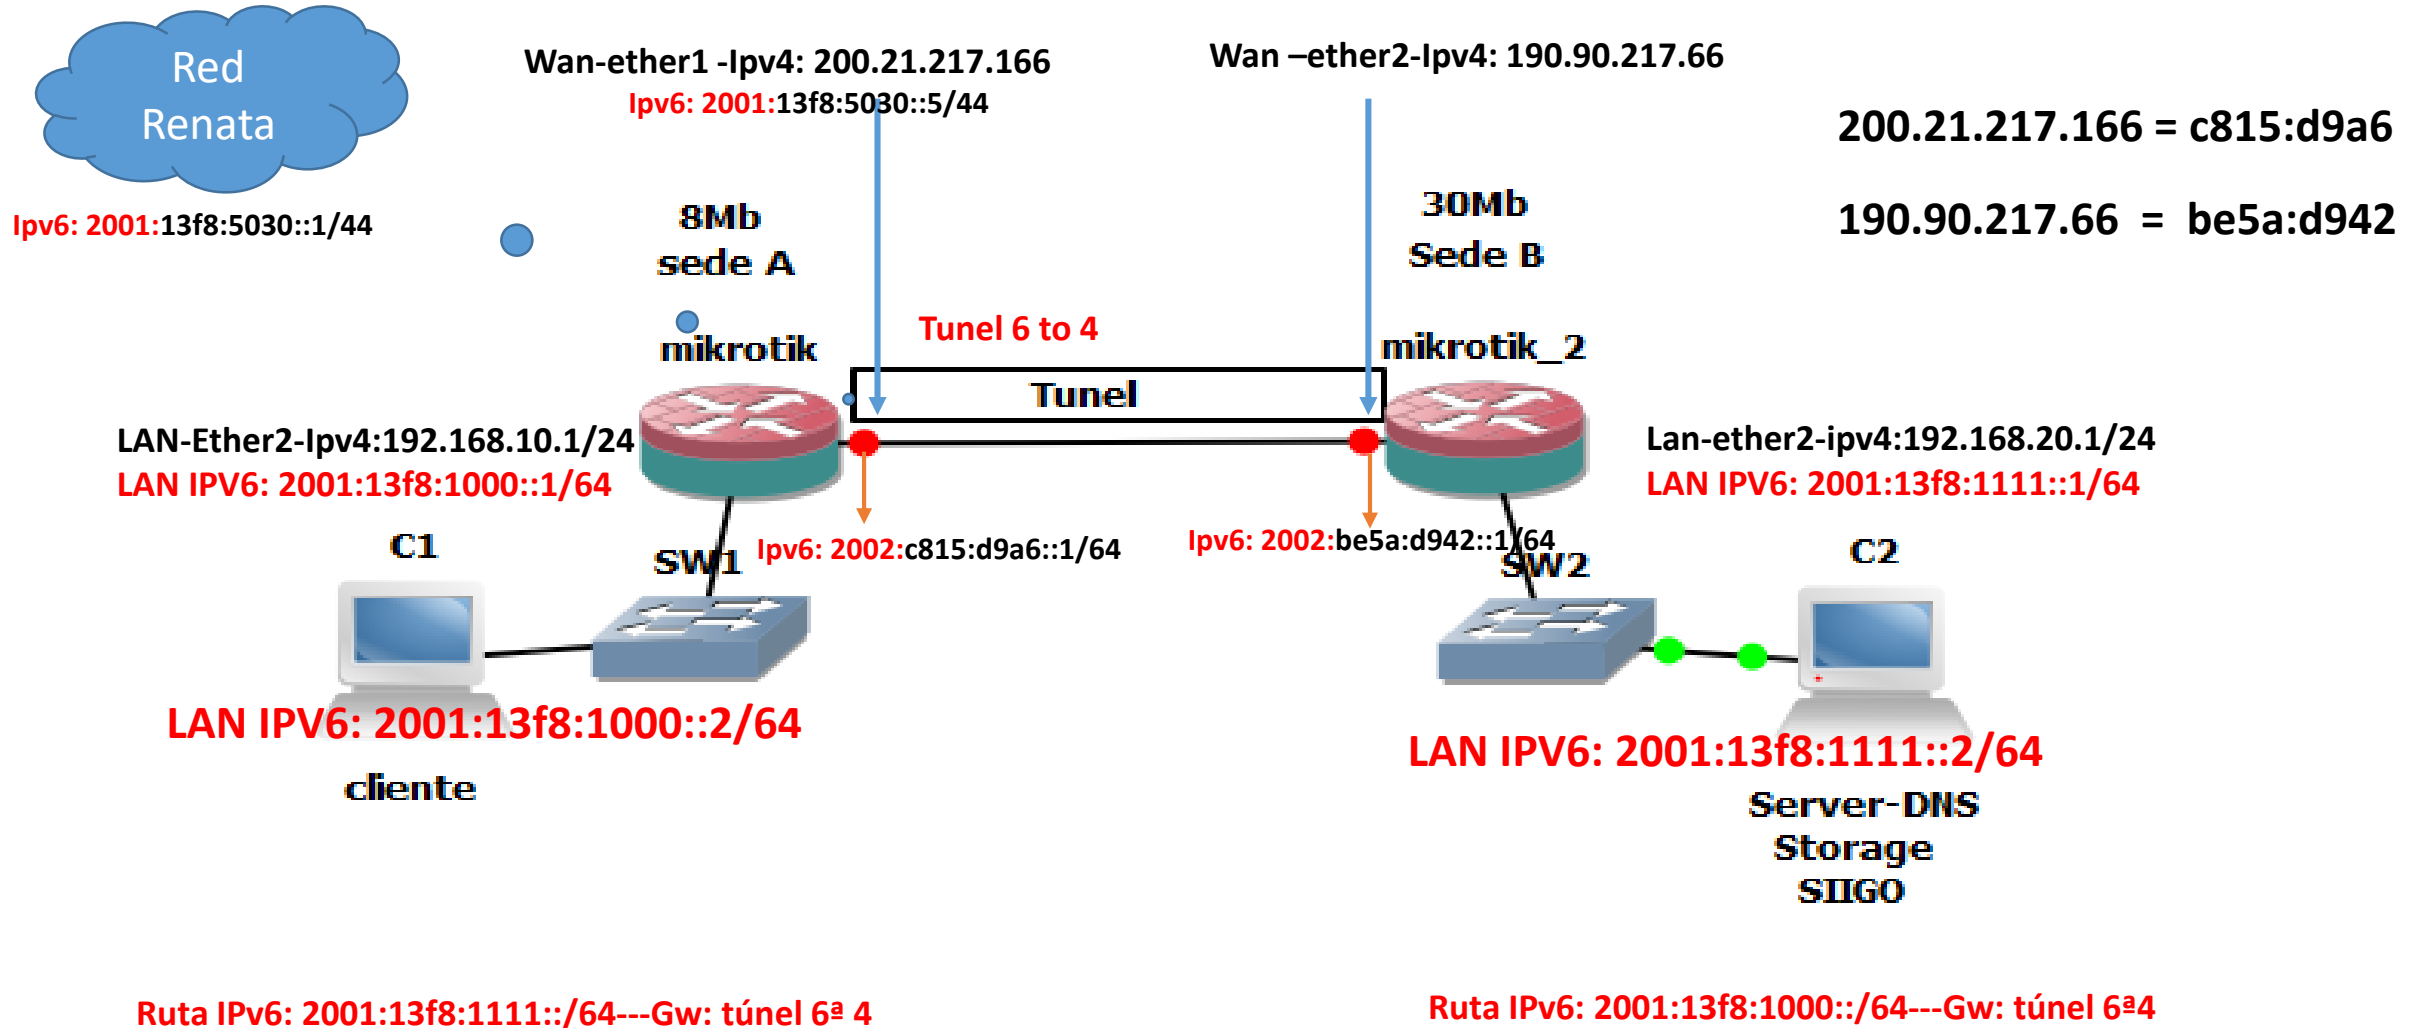 Red
Renata
Ipv6: 2001:13f8:5030::1/44
Wan-ether1 -Ipv4: 200.21.217.166
Ipv6: 2001:13f8:5030::5/44
Wan –ether2-Ipv4: 190.90.217.66
200.21.217.166 = c815:d9a6
190.90.217.66 = be5a:d942
8Mb
sede A
mikrotik
30Mb
Sede B
mikrotik_2
Tunel 6 to 4
Tunel
LAN-Ether2-Ipv4:192.168.10.1/24
LAN IPV6: 2001:13f8:1000::1/64
Lan-ether2-ipv4:192.168.20.1/24
LAN IPV6: 2001:13f8:1111::1/64
C1
SW1
Ipv6: 2002:c815:d9a6::1/64
Ipv6: 2002:be5a:d942::1/64
SW2
C2
LAN IPV6: 2001:13f8:1000::2/64
cliente
LAN IPV6: 2001:13f8:1111::2/64
Server-DNS
Storage
SIIGO
Ruta IPv6: 2001:13f8:1111::/64---Gw: túnel 6ª 4
Ruta IPv6: 2001:13f8:1000::/64---Gw: túnel 6ª4